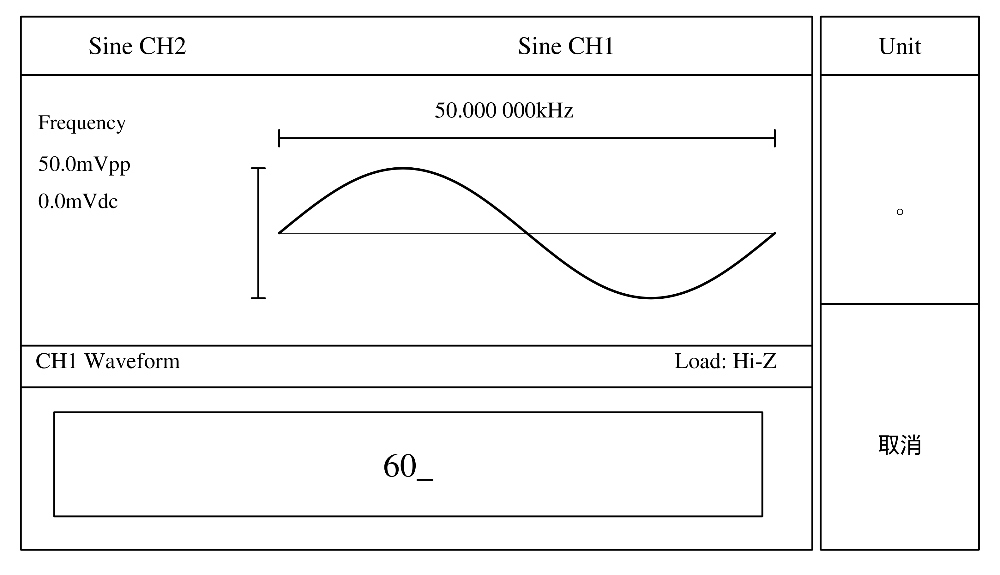 Sine CH2
Sine CH1
Unit
50.000 000kHz
Frequency
50.0mVpp
0.0mVdc
°
CH1 Waveform
Load: Hi-Z
60_
取消